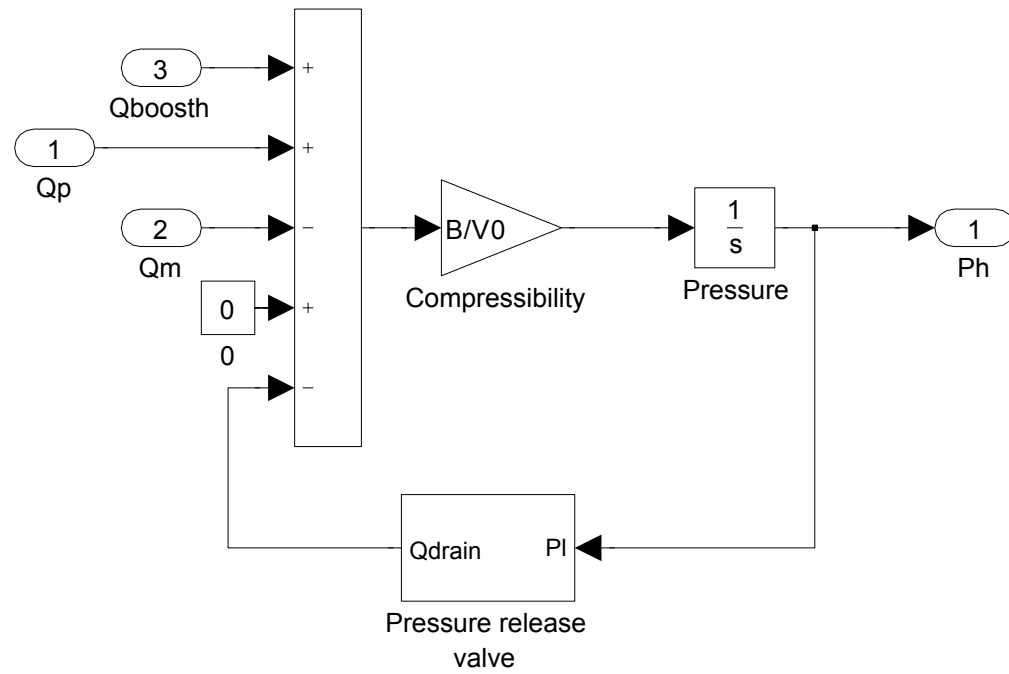 3
+
Qboosth
1
+
Qp
2
−
Qm
B/V0
Compressibility
1
s
Pressure
1
Ph
0
+
0
−
Qdrain
Pl
Pressure release
valve